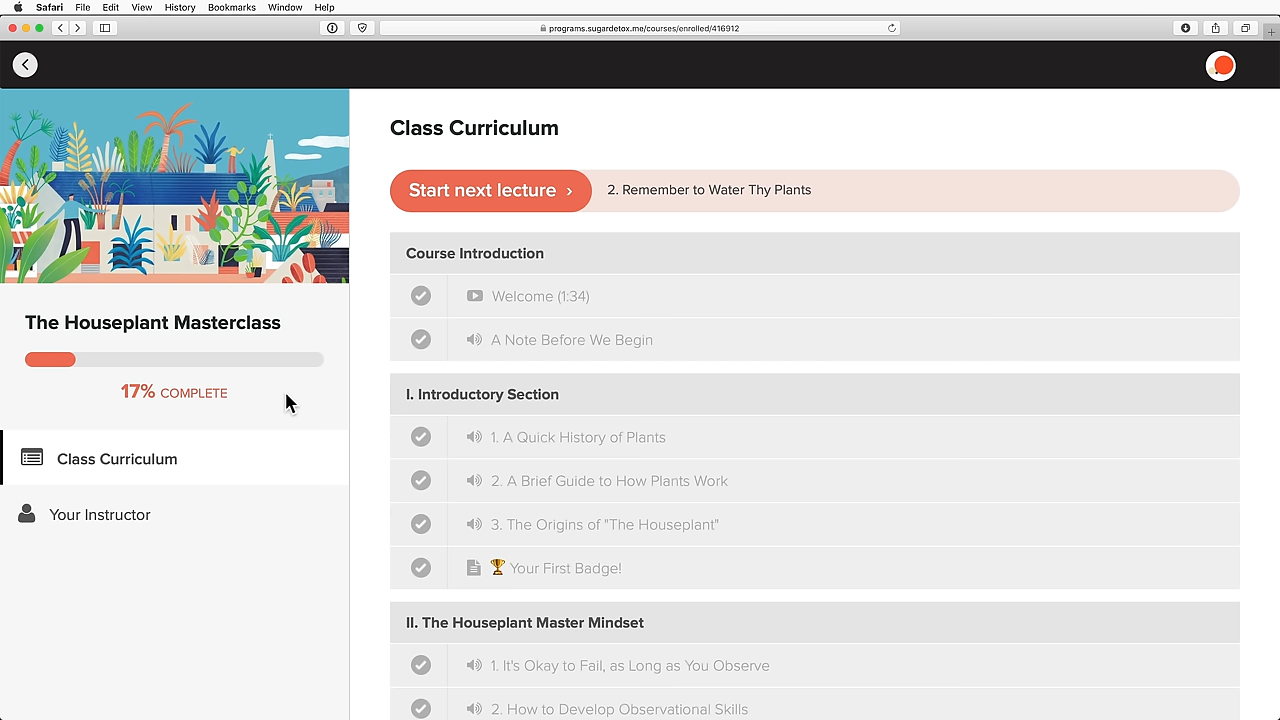 Safari File Edit View History Bookmarks Window Help
programs.sugardetox.me/courses/enrolled/416912
Class Curriculum
Start next lecture › 2. Remember to Water Thy Plants
Course Introduction
Welcome (1:34)
A Note Before We Begin
The Houseplant Masterclass
17% COMPLETE
Class Curriculum
Your Instructor
I. Introductory Section
1. A Quick History of Plants
2. A Brief Guide to How Plants Work
3. The Origins of "The Houseplant"
🏆 Your First Badge!
II. The Houseplant Master Mindset
1. It's Okay to Fail, as Long as You Observe
2. How to Develop Observational Skills